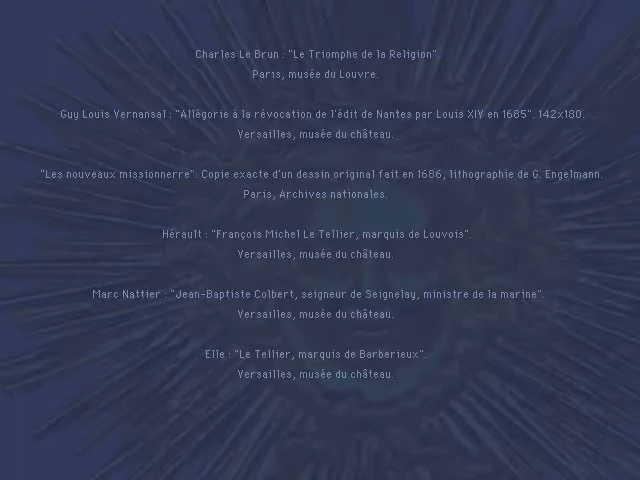 Charles Le Brun : "Le Triomphe de la Religion".
Paris, musée du Louvre.
Guy Louis Vernansal : "Allégorie à la révocation de l'édit de Nantes par Louis XIV en 1685". 142x180.
Versailles, musée du château.
"Les nouveaux missionnerre". Copie exacte d'un dessin original fait en 1686, lithographie de G. Engelmann.
Paris, Archives nationales.
Hérault : "François Michel Le Tellier, marquis de Louvois".
Versailles, musée du château.
Marc Nattier : "Jean-Baptiste Colbert, seigneur de Seignelay, ministre de la marine".
Versailles, musée du château.
Elle : "Le Tellier, marquis de Barberieux".
Versailles, musée du château.